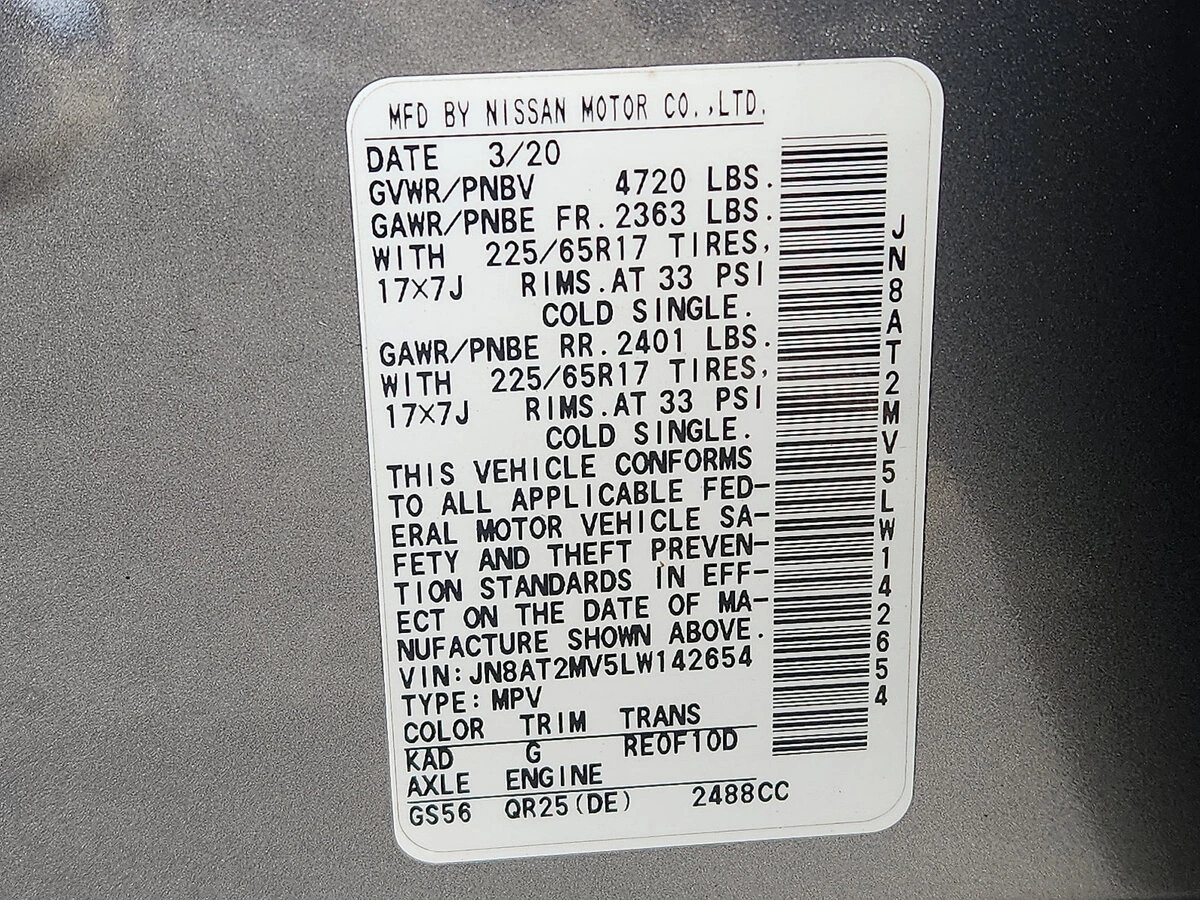 MFD BY NISSAN MOTOR CO.,LTD.
DATE 3/20
GVWR/PNBV 4720 LBS.
GAWR/PNBE FR.2363 LBS.
WITH 225/65R17 TIRES,
17×7J RIMS.AT 33 PSI
COLD SINGLE.
GAWR/PNBE RR.2401 LBS.
WITH 225/65R17 TIRES,
17×7J RIMS.AT 33 PSI
COLD SINGLE.
THIS VEHICLE CONFORMS
TO ALL APPLICABLE FED-
ERAL MOTOR VEHICLE SA-
FETY AND THEFT PREVEN-
TION STANDARDS IN EFF-
ECT ON THE DATE OF MA-
NUFACTURE SHOWN ABOVE.
VIN:JN8AT2MV5LW142654
TYPE:MPV
COLOR TRIM TRANS
KAD G RE0F10D
AXLE ENGINE
GS56 QR25(DE) 2488CC
JN8AT2MV5LW142654